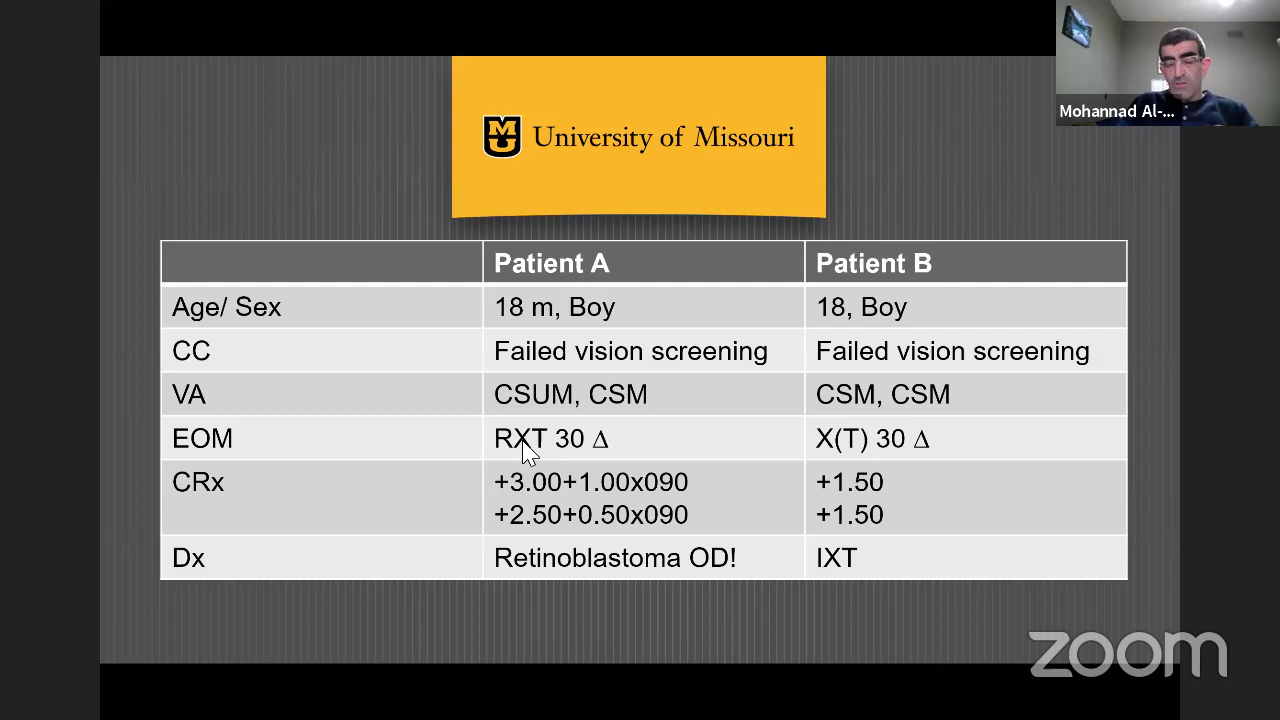 Mohannad Al-...
MU
University of Missouri
Patient A Patient B
Age/ Sex 18 m, Boy 18, Boy
CC Failed vision screening Failed vision screening
VA CSUM, CSM CSM, CSM
EOM RXT 30 Δ X(T) 30 Δ
CRx +3.00+1.00x090 +1.50
+2.50+0.50x090 +1.50
Dx Retinoblastoma OD! IXT
zoom